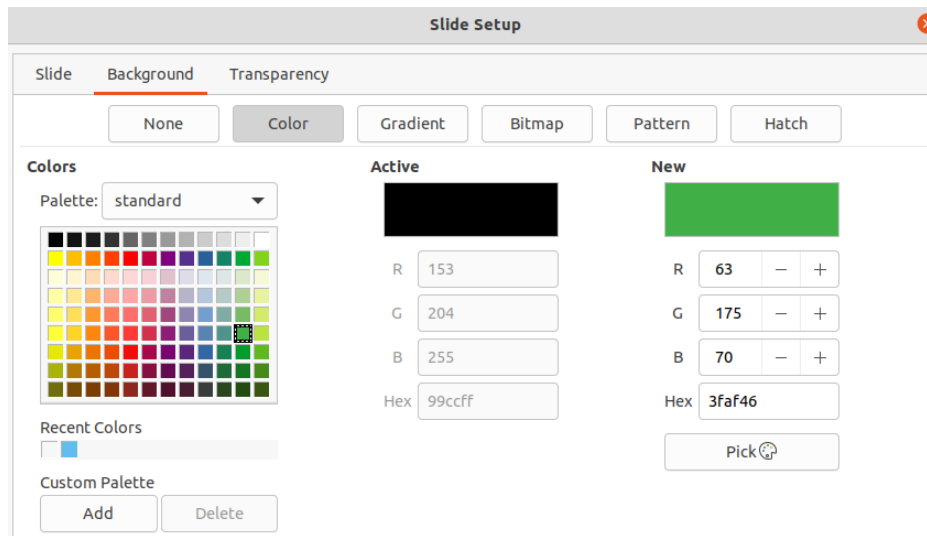 Slide Setup
Slide Background Transparency
None Color Gradient Bitmap Pattern Hatch
Colors Active New
Palette: standard
R 153 R 63 − +
G 204 G 175 − +
B 255 B 70 − +
Hex 99ccff Hex 3faf46
Recent Colors
Pick
Custom Palette
Add Delete